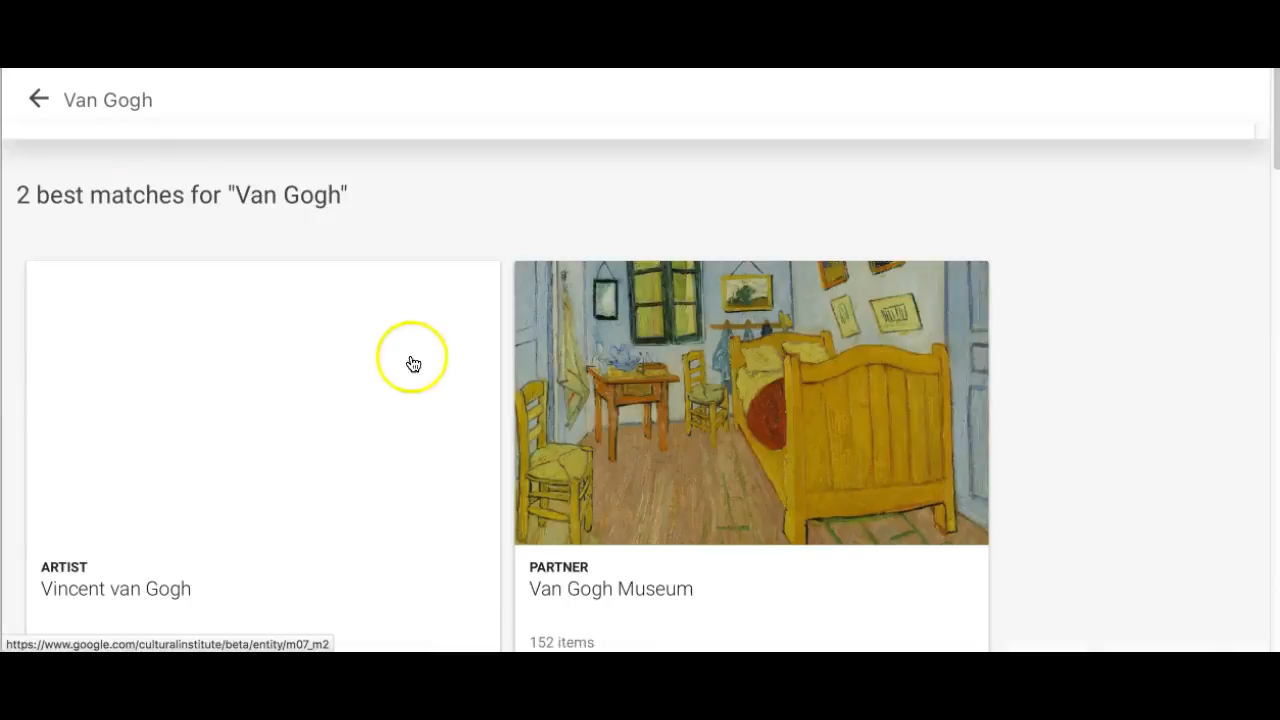 Van Gogh
2 best matches for "Van Gogh"
ARTIST
Vincent van Gogh
PARTNER
Van Gogh Museum
152 items
https://www.google.com/culturalinstitute/beta/entity/m07_m2